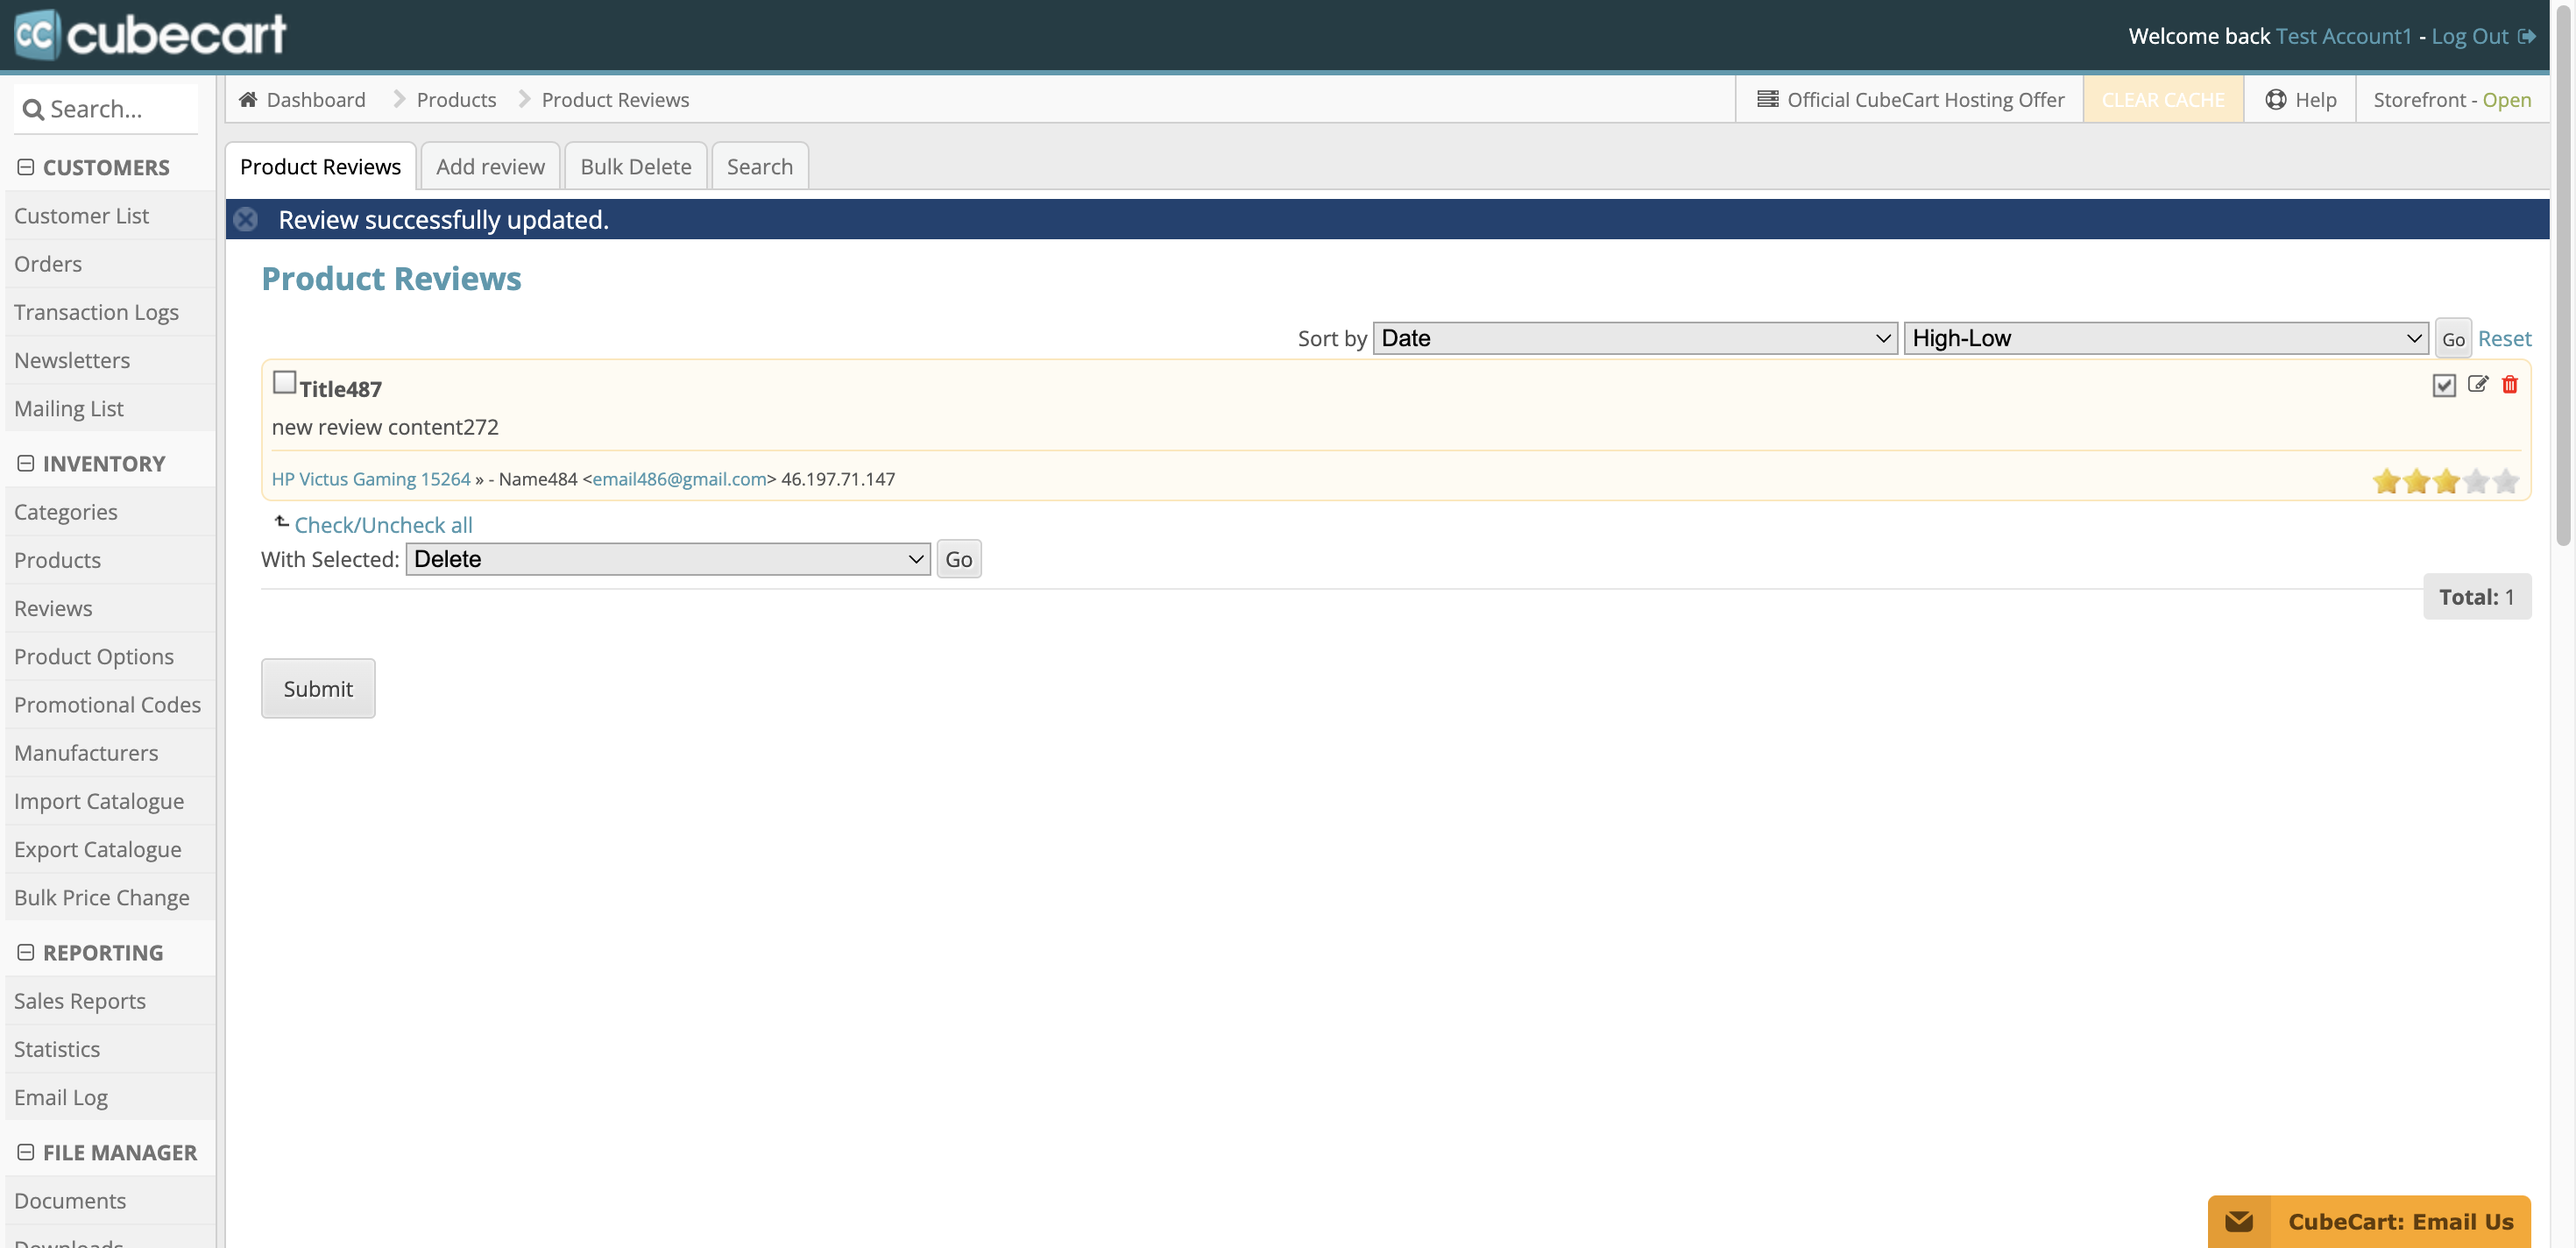 cc cubecart
Welcome back Test Account1 - Log Out
Search...
Dashboard Products Product Reviews
Official CubeCart Hosting Offer
CLEAR CACHE
Help
Storefront - Open
CUSTOMERS
Customer List
Orders
Transaction Logs
Newsletters
Mailing List
INVENTORY
Categories
Products
Reviews
Product Options
Promotional Codes
Manufacturers
Import Catalogue
Export Catalogue
Bulk Price Change
REPORTING
Sales Reports
Statistics
Email Log
FILE MANAGER
Documents
Downloads
Product Reviews
Add review
Bulk Delete
Search
Review successfully updated.
Product Reviews
Sort by Date High-Low Go Reset
Title487
new review content272
HP Victus Gaming 15264 » - Name484 <email486@gmail.com> 46.197.71.147
Check/Uncheck all
With Selected: Delete Go
Total: 1
Submit
CubeCart: Email Us